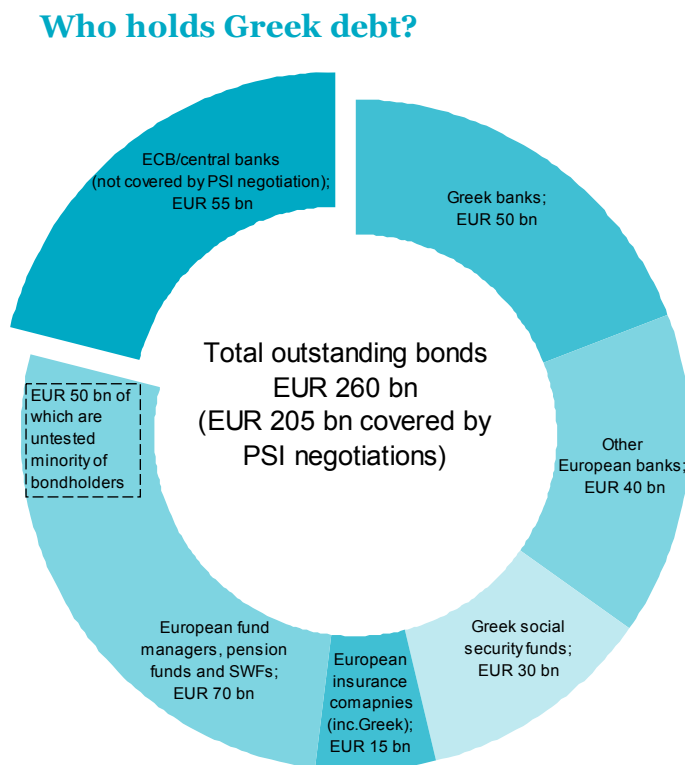 Who holds Greek debt?
ECB/central banks
(not covered by PSI negotiation);
EUR 55 bn
Greek banks;
EUR 50 bn
Total outstanding bonds
EUR 260 bn
(EUR 205 bn covered by
PSI negotiations)
EUR 50 bn of
which are
untested
minority of
bondholders
Other
European banks;
EUR 40 bn
European fund
managers, pension
funds and SWFs;
EUR 70 bn
European
insurance
comapnies
(inc.Greek);
EUR 15 bn
Greek social
security funds;
EUR 30 bn